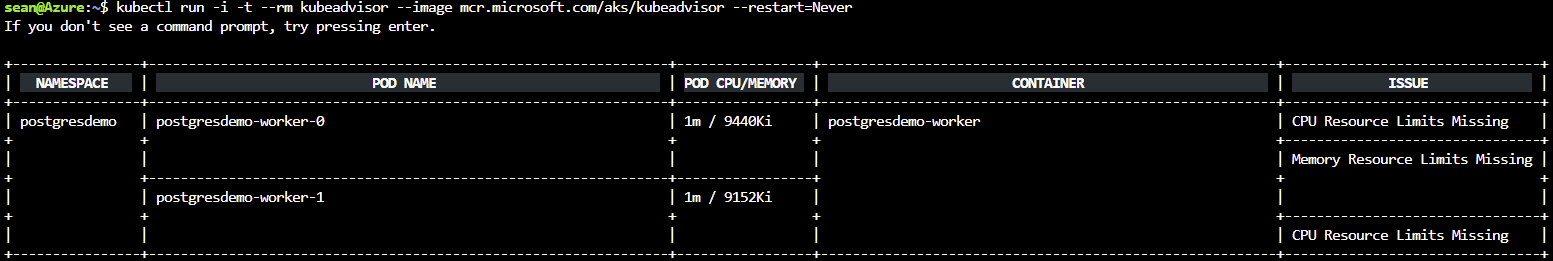 sean@Azure:~$ kubectl run -i -t --rm kubeadvisor --image mcr.microsoft.com/aks/kubeadvisor --restart=Never
If you don't see a command prompt, try pressing enter.
NAMESPACE | POD NAME | POD CPU/MEMORY | CONTAINER | ISSUE
postgresdemo | postgresdemo-worker-0 | 1m / 9440Ki | postgresdemo-worker | CPU Resource Limits Missing
Memory Resource Limits Missing
postgresdemo-worker-1 | 1m / 9152Ki
CPU Resource Limits Missing